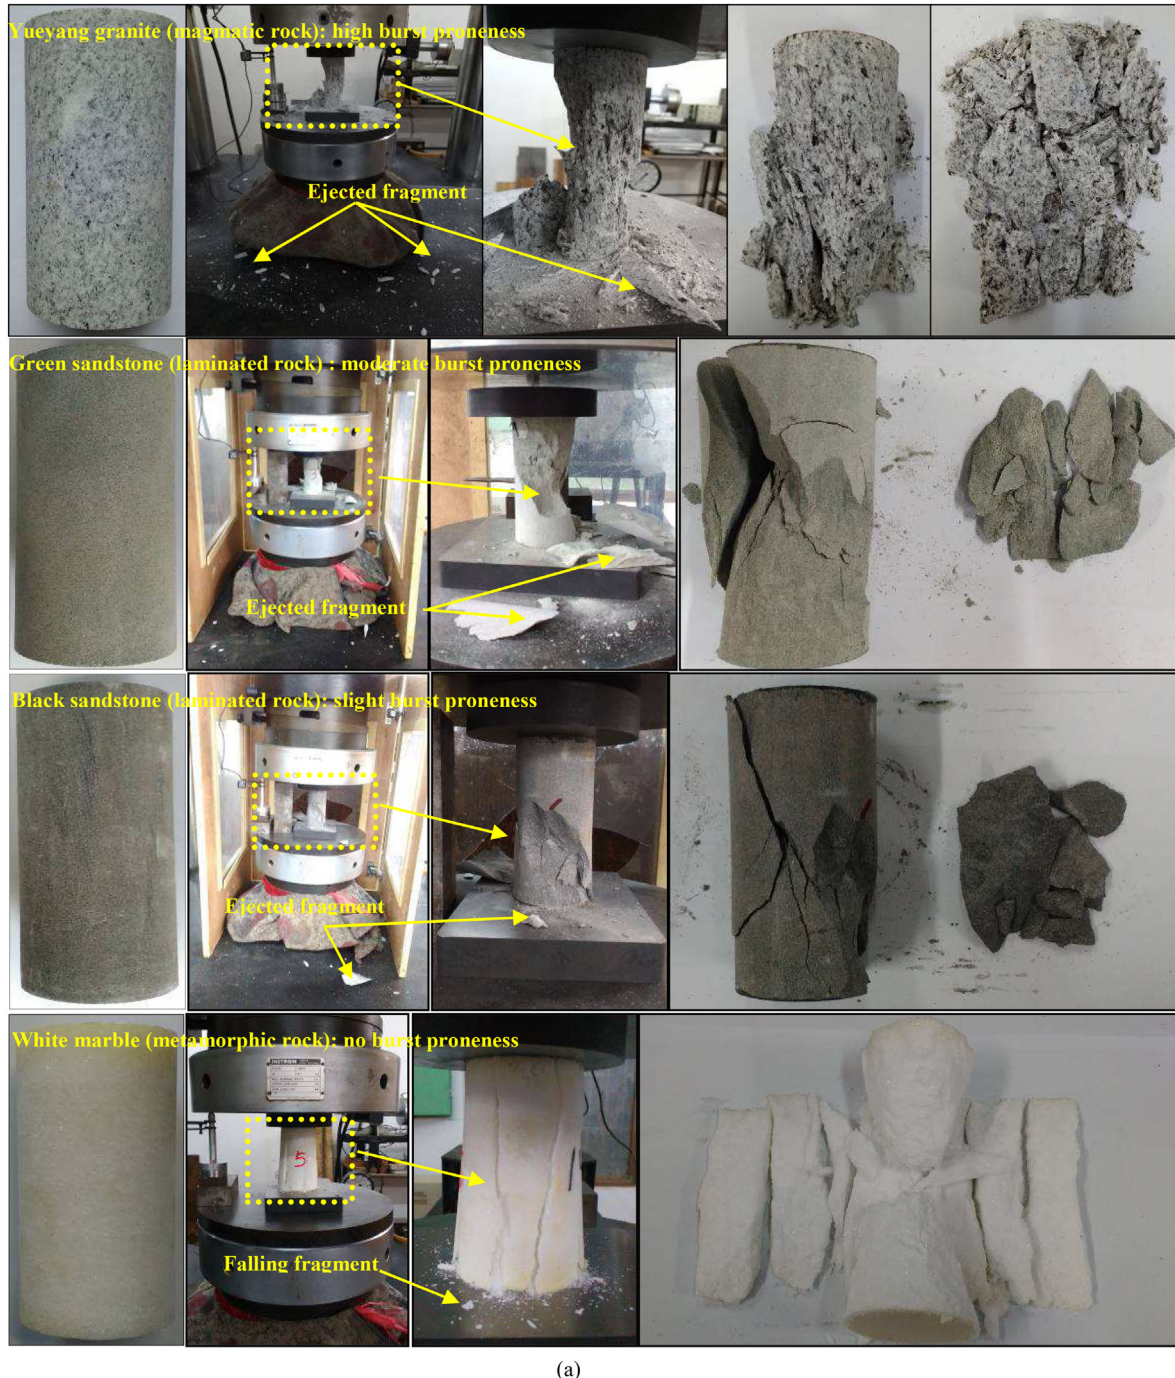 Yueyang granite (magmatic rock): high burst proneness
Ejected fragment
Green sandstone (laminated rock) : moderate burst proneness
Ejected fragment
Black sandstone (laminated rock): slight burst proneness
Ejected fragment
White marble (metamorphic rock): no burst proneness
INSTRON
5
Falling fragment
(a)